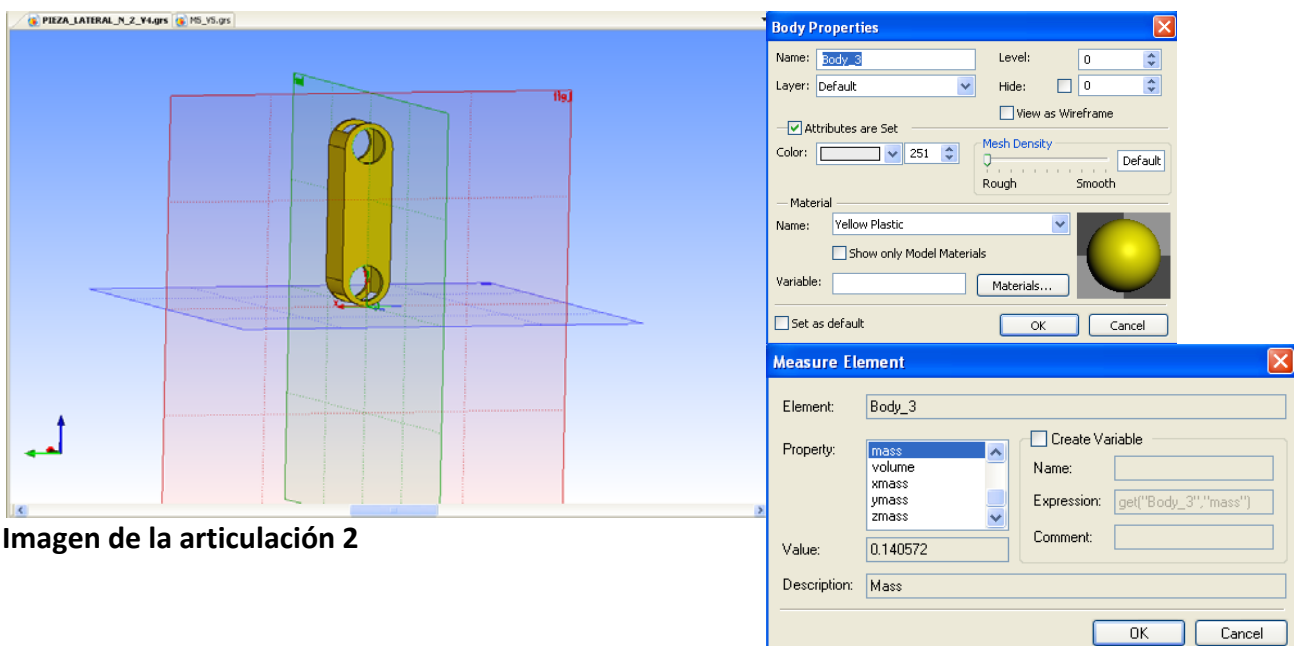 PIEZA_LATERAL_N_2_V4.grs M5_V5.grs
Left
Imagen de la articulación 2
Body Properties
Name: Body_3 Level: 0
Layer: Default Hide: 0
View as Wireframe
Attributes are Set
Color: 251 Mesh Density
Default
Rough Smooth
Material
Name: Yellow Plastic
Show only Model Materials
Variable: Materials...
Set as default OK Cancel
Measure Element
Element: Body_3
Property: mass Create Variable
volume Name:
xmass
ymass Expression: get("Body_3","mass")
zmass
Comment:
Value: 0.140572
Description: Mass
OK Cancel